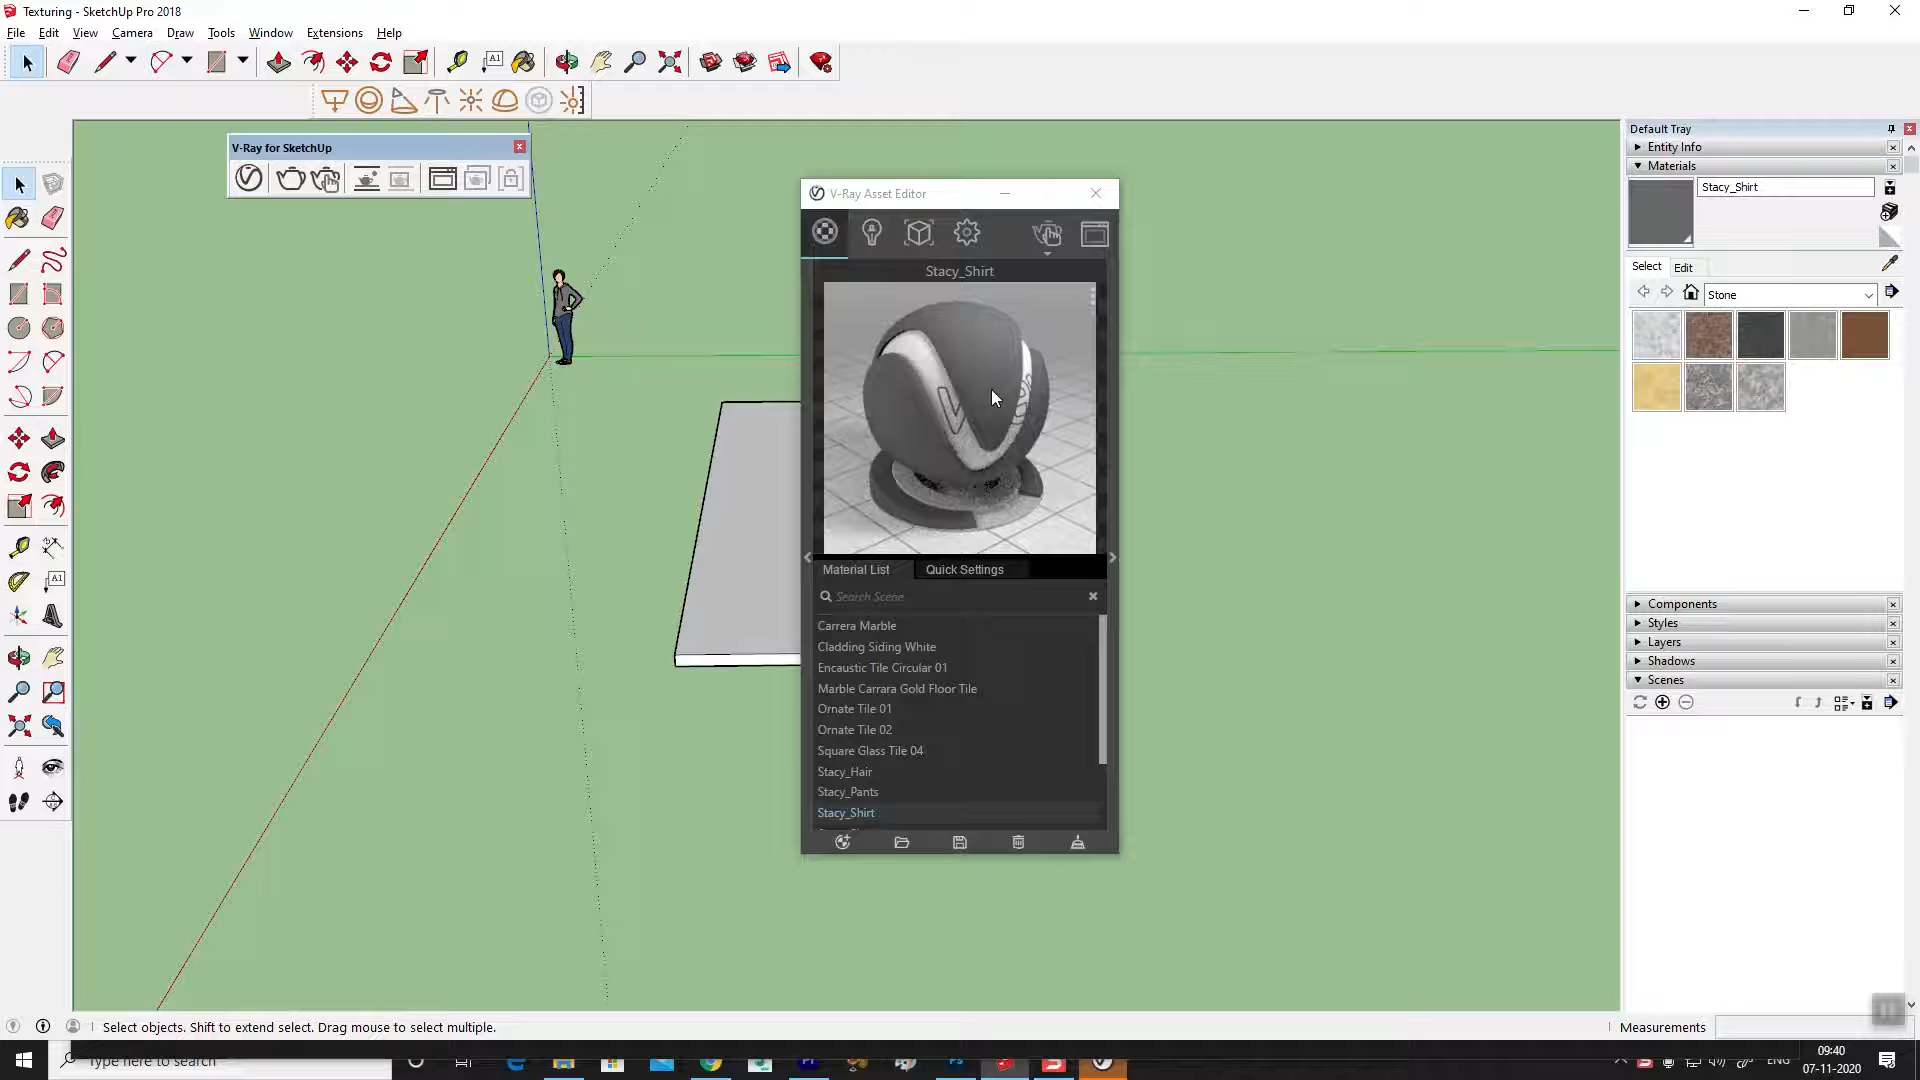 Texturing - SketchUp Pro 2018
File Edit View Camera Draw Tools Window Extensions Help
A1
V-Ray for SketchUp
V-Ray Asset Editor
Stacy_Shirt
Material List
Quick Settings
Search Scene
Carrera Marble
Cladding Siding White
Encaustic Tile Circular 01
Marble Carrara Gold Floor Tile
Ornate Tile 01
Ornate Tile 02
Square Glass Tile 04
Stacy_Hair
Stacy_Pants
Stacy_Shirt
Default Tray
Entity Info
Materials
Stacy_Shirt
Select Edit
Stone
Components
Styles
Layers
Shadows
Scenes
A1
Select objects. Shift to extend select. Drag mouse to select multiple.
Measurements
Type here to search
ENG
09:40
07-11-2020